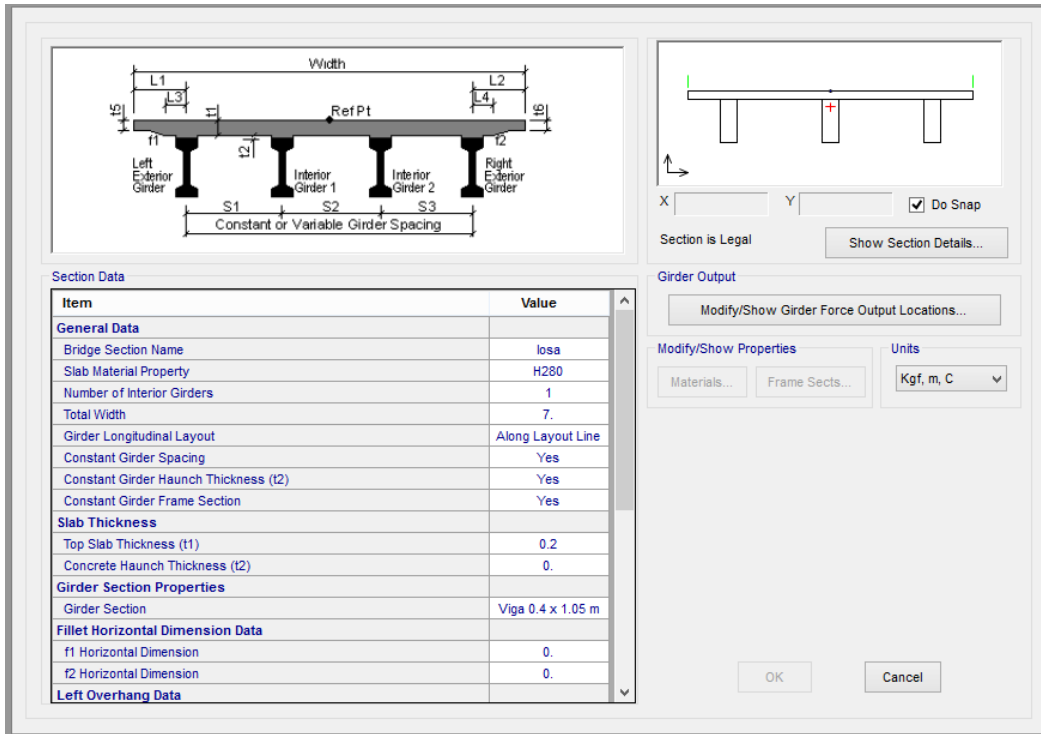 Width
L1
L2
L3
L4
t5
t1
RefPt
t6
f1
t2
f2
Left
Exterior
Girder
Interior
Girder 1
Interior
Girder 2
Right
Exterior
Girder
S1
S2
S3
Constant or Variable Girder Spacing
X
Y
Do Snap
Section is Legal
Show Section Details...
Section Data
Item Value
General Data
Bridge Section Name losa
Slab Material Property H280
Number of Interior Girders 1
Total Width 7.
Girder Longitudinal Layout Along Layout Line
Constant Girder Spacing Yes
Constant Girder Haunch Thickness (t2) Yes
Constant Girder Frame Section Yes
Slab Thickness
Top Slab Thickness (t1) 0.2
Concrete Haunch Thickness (t2) 0.
Girder Section Properties
Girder Section Viga 0.4 x 1.05 m
Fillet Horizontal Dimension Data
f1 Horizontal Dimension 0.
f2 Horizontal Dimension 0.
Left Overhang Data
Girder Output
Modify/Show Girder Force Output Locations...
Modify/Show Properties
Materials...
Frame Sects...
Units
Kgf, m, C
OK
Cancel